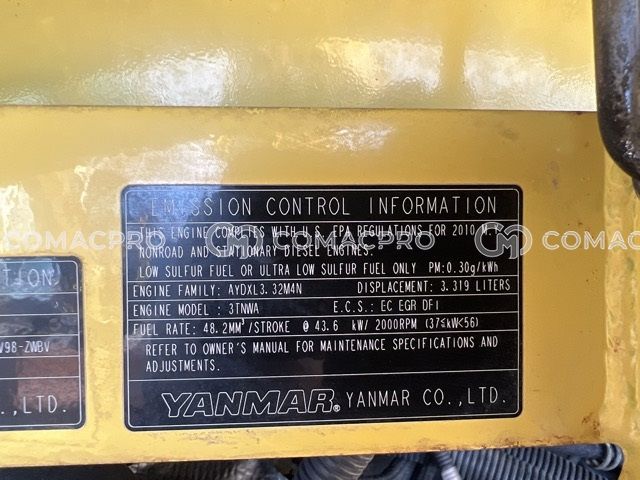 EMISSION CONTROL INFORMATION
THIS ENGINE COMPLIES WITH U.S. EPA REGULATIONS FOR 2010 M.Y.
NONROAD AND STATIONARY DIESEL ENGINES.
LOW SULFUR FUEL OR ULTRA LOW SULFUR FUEL ONLY PM:0.30g/kWh
ENGINE FAMILY: AYDXL3.32M4N DISPLACEMENT: 3.319 LITERS
ENGINE MODEL : 3TNWA E.C.S.: EC EGR DFI
FUEL RATE: 48.2MM³/STROKE @ 43.6 kW/ 2000RPM (37≤kW<56)
REFER TO OWNER'S MANUAL FOR MAINTENANCE SPECIFICATIONS AND
ADJUSTMENTS.
YANMAR® YANMAR CO.,LTD.
TION
V98-ZWBV
.,LTD.
COMACPRO
COMACPRO
COMAC